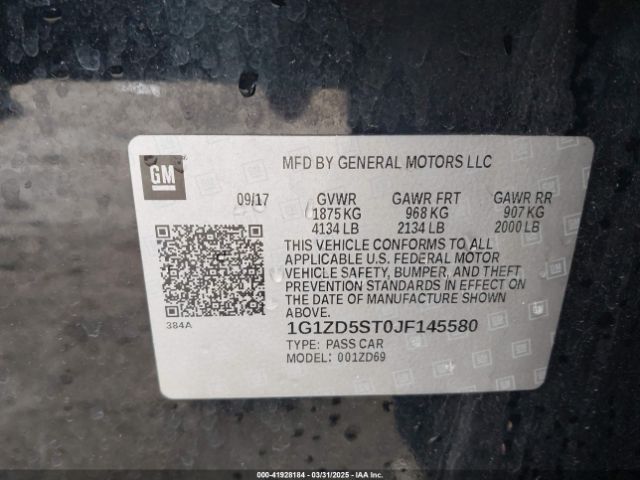 GM
MFD BY GENERAL MOTORS LLC
09/17 GVWR GAWR FRT GAWR RR
1875 KG 968 KG 907 KG
4134 LB 2134 LB 2000 LB
THIS VEHICLE CONFORMS TO ALL
APPLICABLE U.S. FEDERAL MOTOR
VEHICLE SAFETY, BUMPER, AND THEFT
PREVENTION STANDARDS IN EFFECT ON
THE DATE OF MANUFACTURE SHOWN
ABOVE.
384A
1G1ZD5ST0JF145580
TYPE: PASS CAR
MODEL: 001ZD69
000-41928184 - 03/31/2025 - IAAI.CA